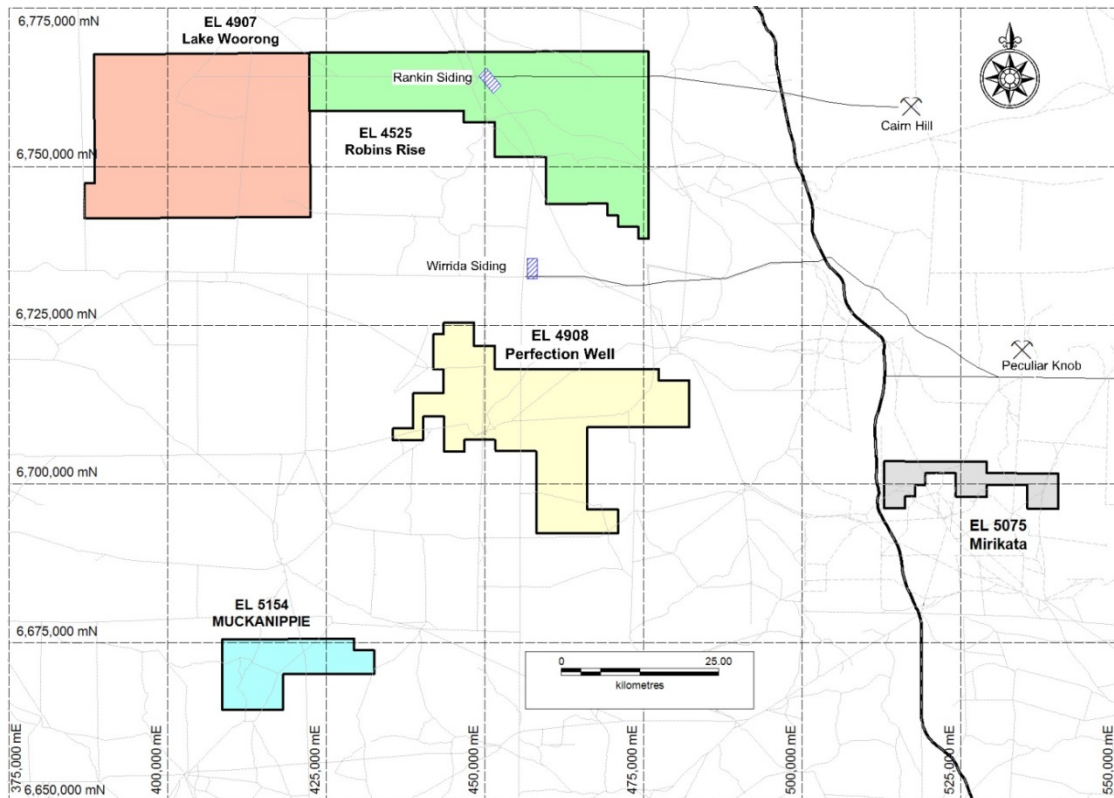 6,775,000 mN
EL 4907
Lake Woorong
Rankin Siding
Cairn Hill
EL 4525
Robins Rise
6,750,000 mN
Wirrida Siding
6,725,000 mN
EL 4908
Perfection Well
Peculiar Knob
6,700,000 mN
EL 5075
Mirikata
EL 5154
MUCKANIPPIE
6,675,000 mN
0 25.00
kilometres
375,000 mE
400,000 mE
425,000 mE
450,000 mE
475,000 mE
500,000 mE
525,000 mE
550,000 mE
6,650,000 mN